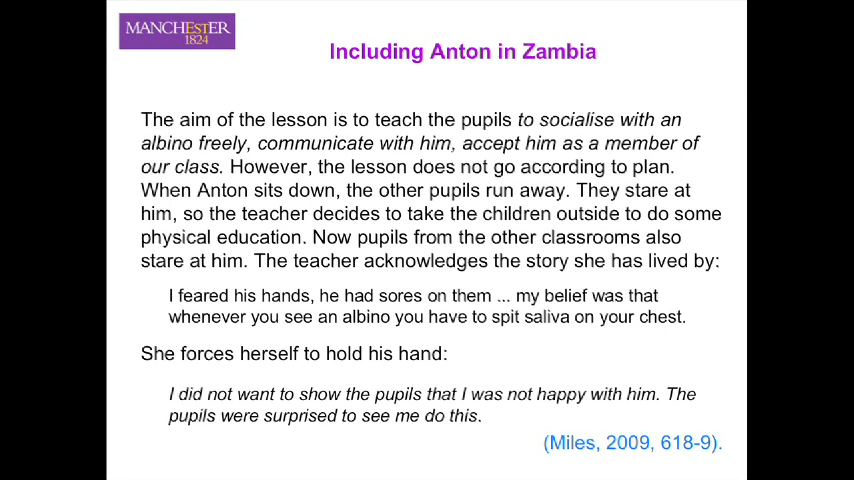 MANCHESTER
1824
Including Anton in Zambia
The aim of the lesson is to teach the pupils to socialise with an
albino freely, communicate with him, accept him as a member of
our class. However, the lesson does not go according to plan.
When Anton sits down, the other pupils run away. They stare at
him, so the teacher decides to take the children outside to do some
physical education. Now pupils from the other classrooms also
stare at him. The teacher acknowledges the story she has lived by:
I feared his hands, he had sores on them ... my belief was that
whenever you see an albino you have to spit saliva on your chest.
She forces herself to hold his hand:
I did not want to show the pupils that I was not happy with him. The
pupils were surprised to see me do this.
(Miles, 2009, 618-9).